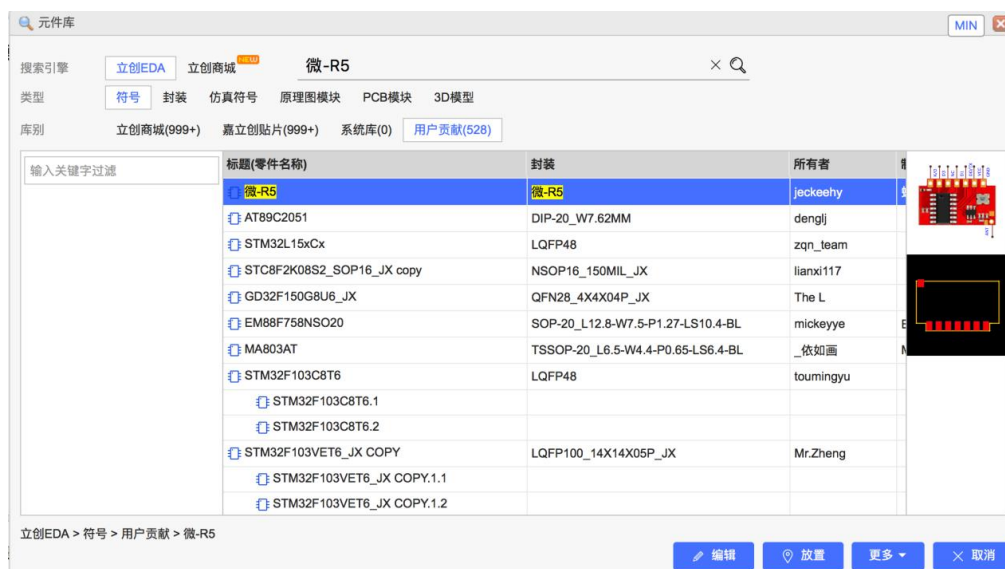 元件库
MIN
搜索引擎 立创EDA 立创商城 NEW 微-R5
类型 符号 封装 仿真符号 原理图模块 PCB模块 3D模型
库别 立创商城(999+) 嘉立创贴片(999+) 系统库(0) 用户贡献(528)
输入关键字过滤
标题(零件名称) 封装 所有者
微-R5 微-R5 jeckeehy
AT89C2051 DIP-20_W7.62MM denglj
STM32L15xCx LQFP48 zqn_team
STC8F2K08S2_SOP16_JX copy NSOP16_150MIL_JX lianxi117
GD32F150G8U6_JX QFN28_4X4X04P_JX The L
EM88F758NSO20 SOP-20_L12.8-W7.5-P1.27-LS10.4-BL mickeyye
MA803AT TSSOP-20_L6.5-W4.4-P0.65-LS6.4-BL _依如画
STM32F103C8T6 LQFP48 toumingyu
STM32F103C8T6.1
STM32F103C8T6.2
STM32F103VET6_JX COPY LQFP100_14X14X05P_JX Mr.Zheng
STM32F103VET6_JX COPY.1.1
STM32F103VET6_JX COPY.1.2
立创EDA > 符号 > 用户贡献 > 微-R5
编辑 放置 更多 取消